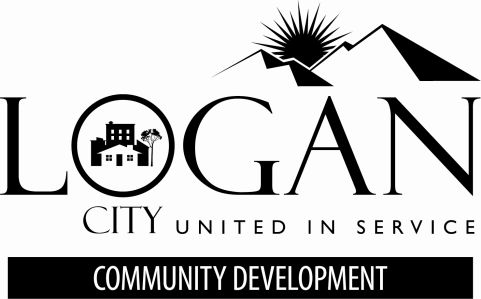 LOGAN
CITY UNITED IN SERVICE
COMMUNITY DEVELOPMENT